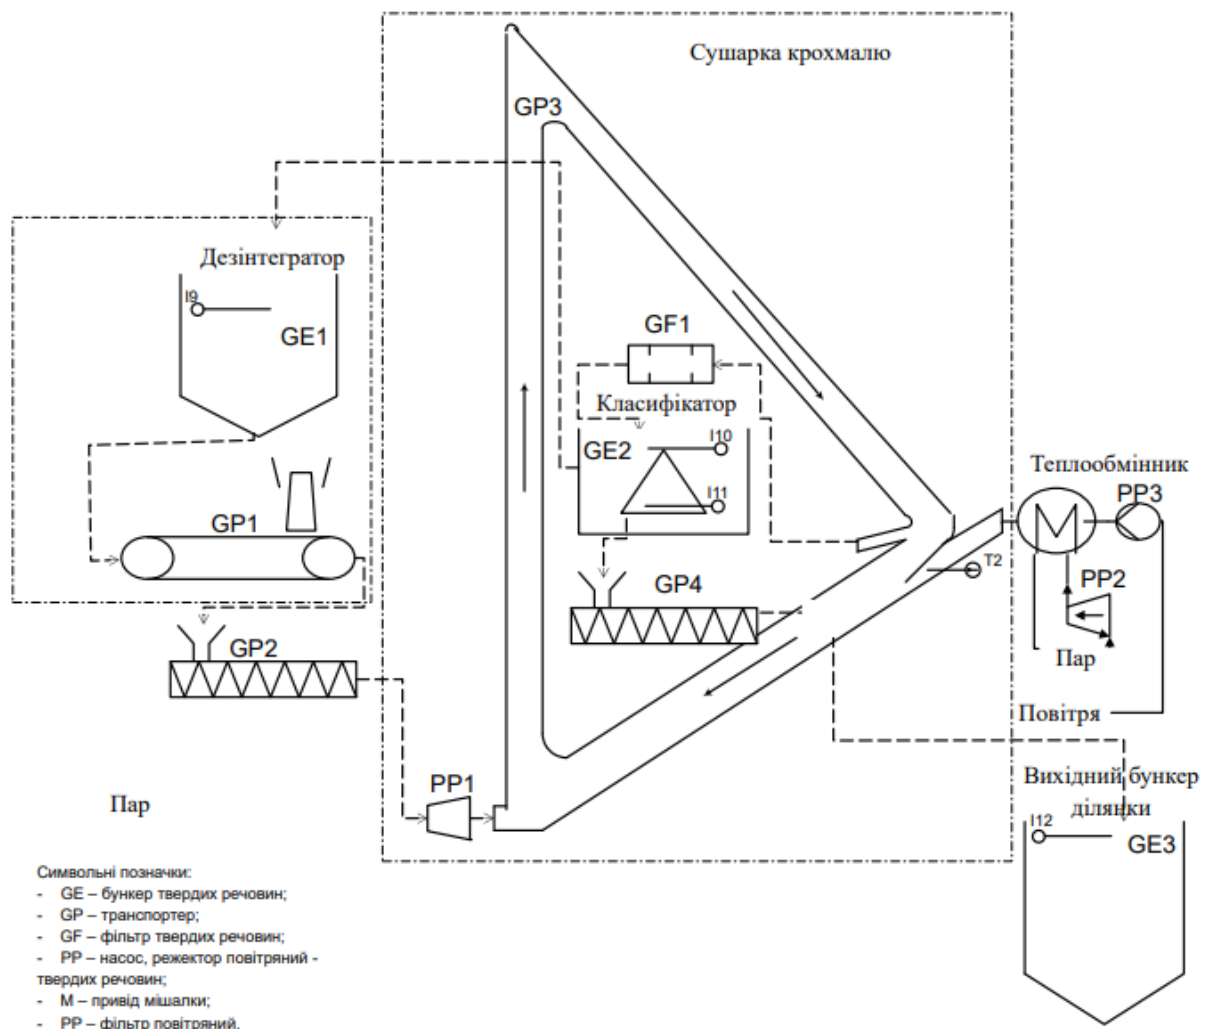 Сушарка крохмалю
GP3
Дезінтегратор
I9
GE1
GF1
Класифікатор
I10
GE2
I11
Теплообмінник
PP3
GP1
T2
GP4
PP2
GP2
Пар
Повітря
PP1
Вихідний бункер
ділянки
Пар
I12
GE3
Символьні позначки:
- GE – бункер твердих речовин;
- GP – транспортер;
- GF – фільтр твердих речовин;
- PP – насос, режектор повітряний -
твердих речовин;
- M – привід мішалки;
- PP – фільтр повітряний.